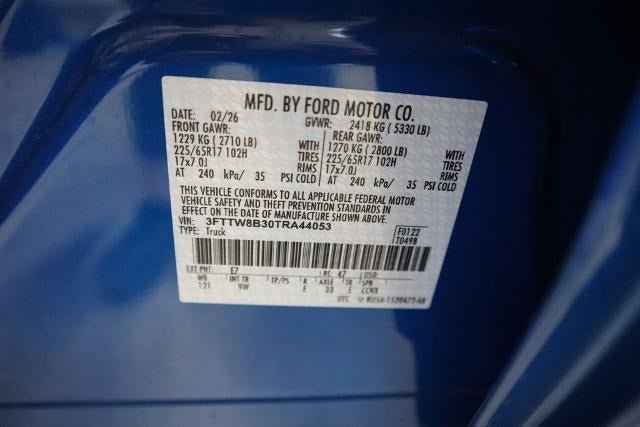 MFD. BY FORD MOTOR CO.
DATE: 02/26 GVWR: 2418 KG ( 5330 LB)
FRONT GAWR: REAR GAWR:
1229 KG ( 2710 LB) WITH 1270 KG ( 2800 LB) WITH
225/65R17 102H TIRES 225/65R17 102H TIRES
17x7.0J RIMS 17x7.0J RIMS
AT 240 kPa/ 35 PSI COLD AT 240 kPa/ 35 PSI COLD
THIS VEHICLE CONFORMS TO ALL APPLICABLE FEDERAL MOTOR
VEHICLE SAFETY AND THEFT PREVENTION STANDARDS IN
EFFECT ON THE DATE OF MANUFACTURE SHOWN ABOVE.
VIN: 3FTTW8B30TRA44053 F0122
TYPE: Truck T0498
EXT PNT: E7 RC: 47 DSO:
WB INT TR TP/PS R AXLE TR SPR
121 9W E 33 E CCNX
UTC